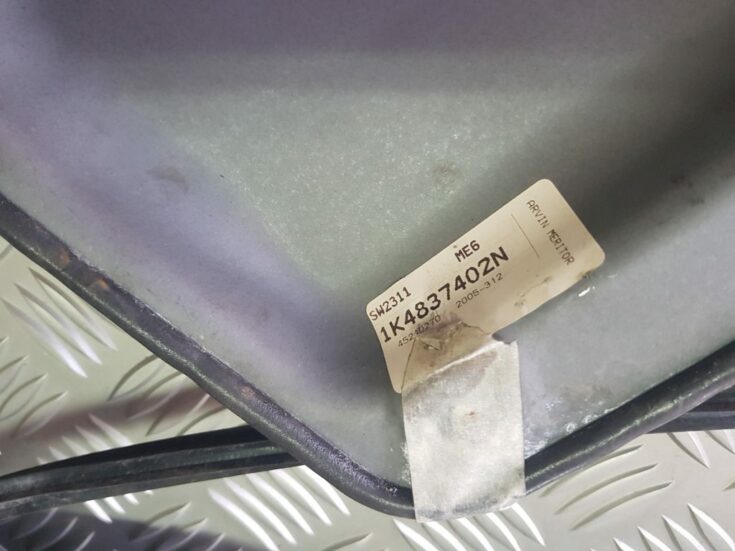 SW2311
ME6
1K4837402N
2005-312
ARVIN MERITOR